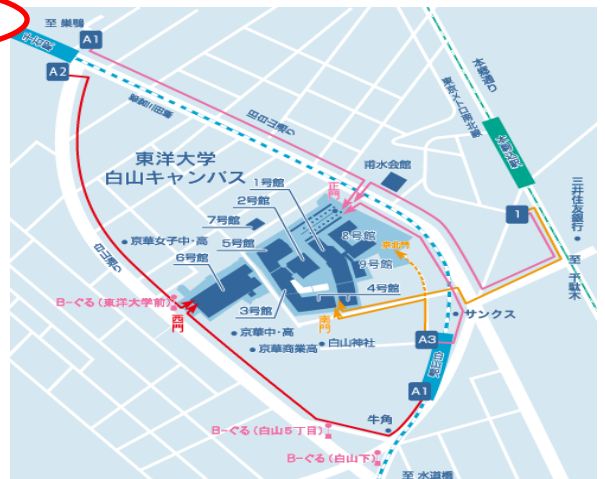 至 巣鴨
A1
A2
千石駅
旧白山通り
本郷通り
東京メトロ南北線
本駒込駅
東洋大学
白山キャンパス
甫水会館
正門
1号館
2号館
7号館
5号館
6号館
8号館
9号館
4号館
3号館
1
三井住友銀行
至 千駄木
京華女子中・高
白山通り
B-ぐる（東洋大学前）
西門
南門
サンクス
京華中・高
京華商業高
白山神社
A3
白山駅
A1
牛角
B-ぐる（白山5丁目）
B-ぐる（白山下）
至 水道橋